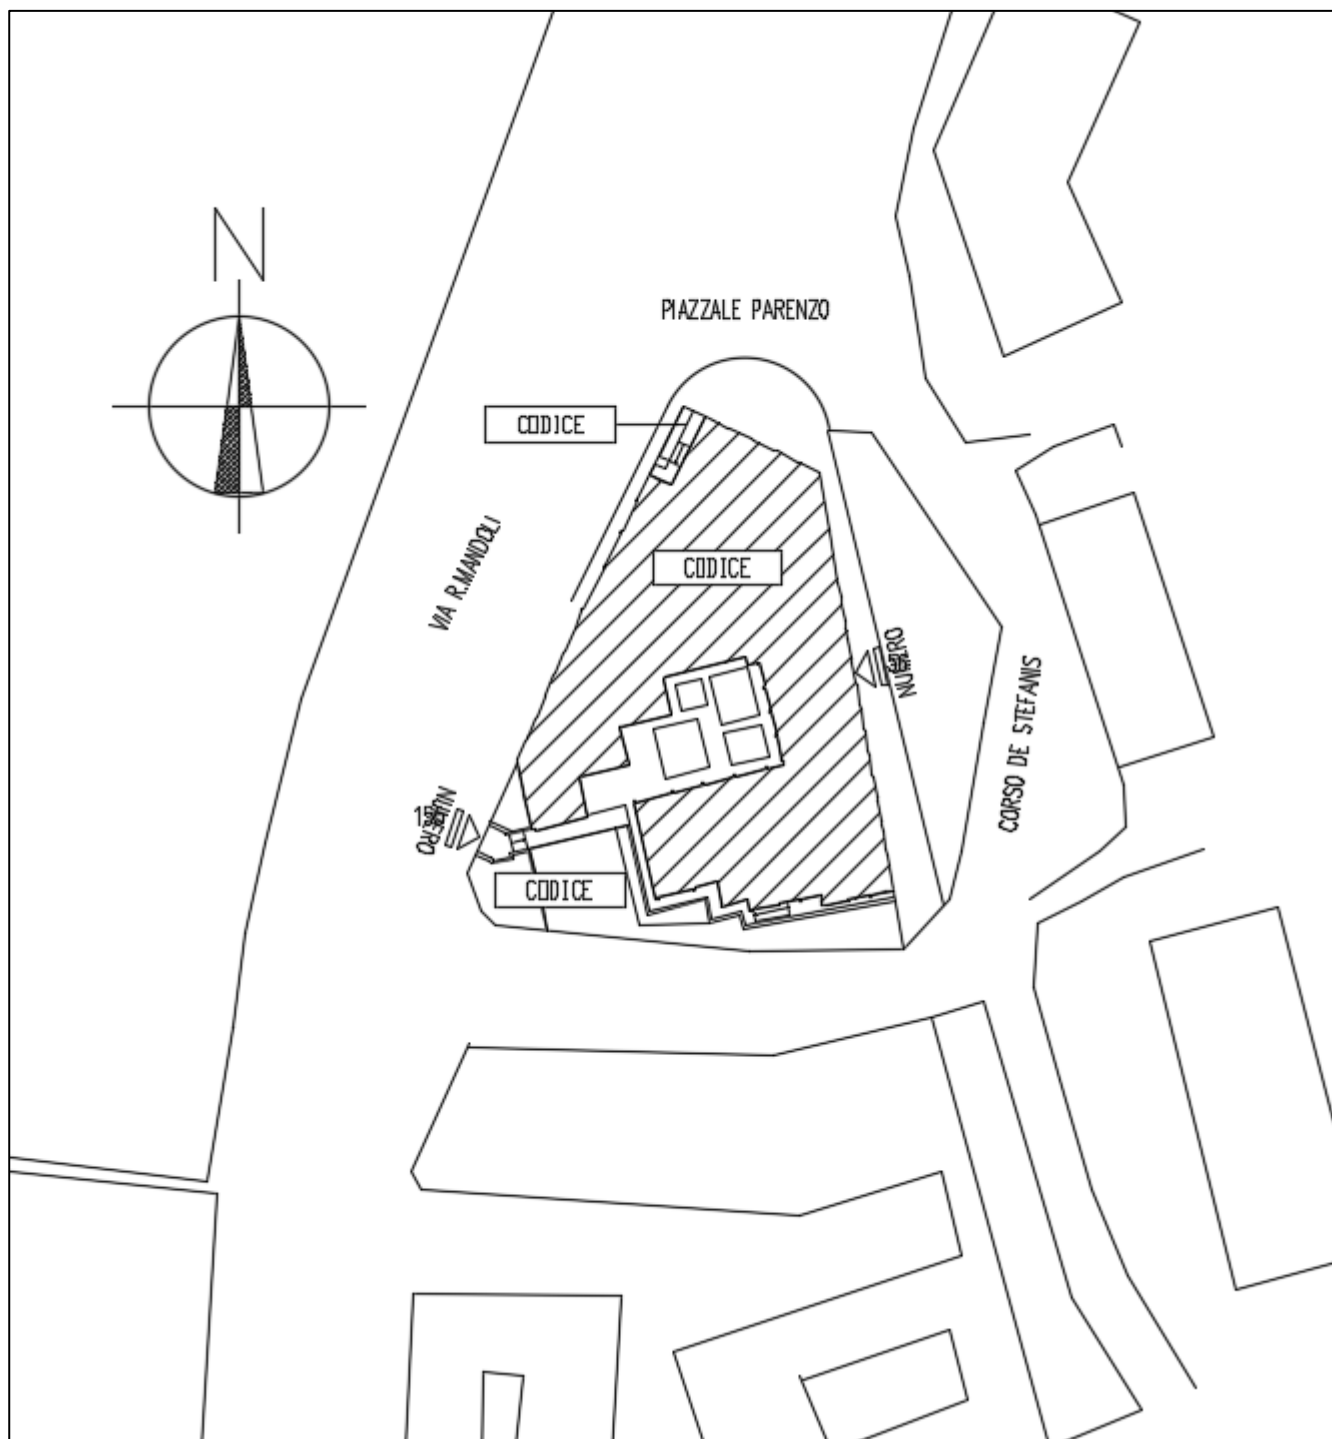 N
PIAZZALE PARENZO
CODICE
VIA R.MANDOLI
CODICE
NUMERO
CORSO DE STEFANIS
NUMERO
CODICE